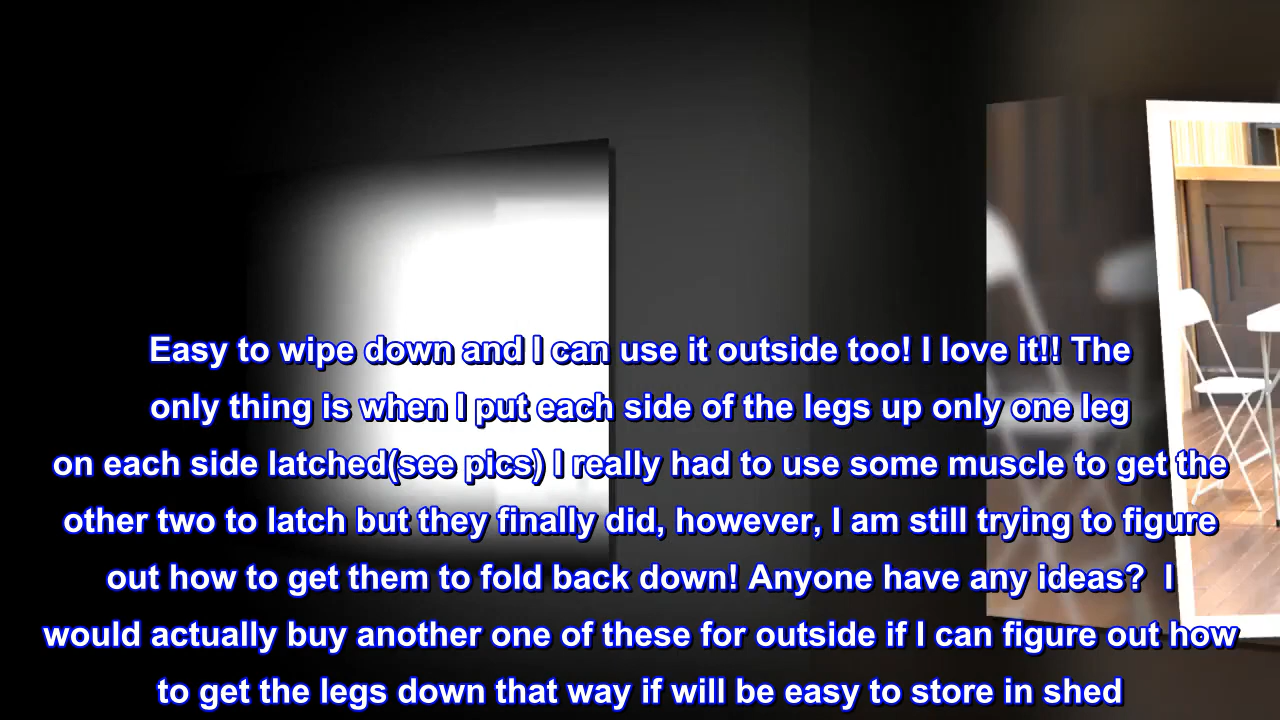 Easy to wipe down and I can use it outside too! I love it!! The
only thing is when I put each side of the legs up only one leg
on each side latched(see pics) I really had to use some muscle to get the
other two to latch but they finally did, however, I am still trying to figure
out how to get them to fold back down! Anyone have any ideas?  I
would actually buy another one of these for outside if I can figure out how
to get the legs down that way if will be easy to store in shed